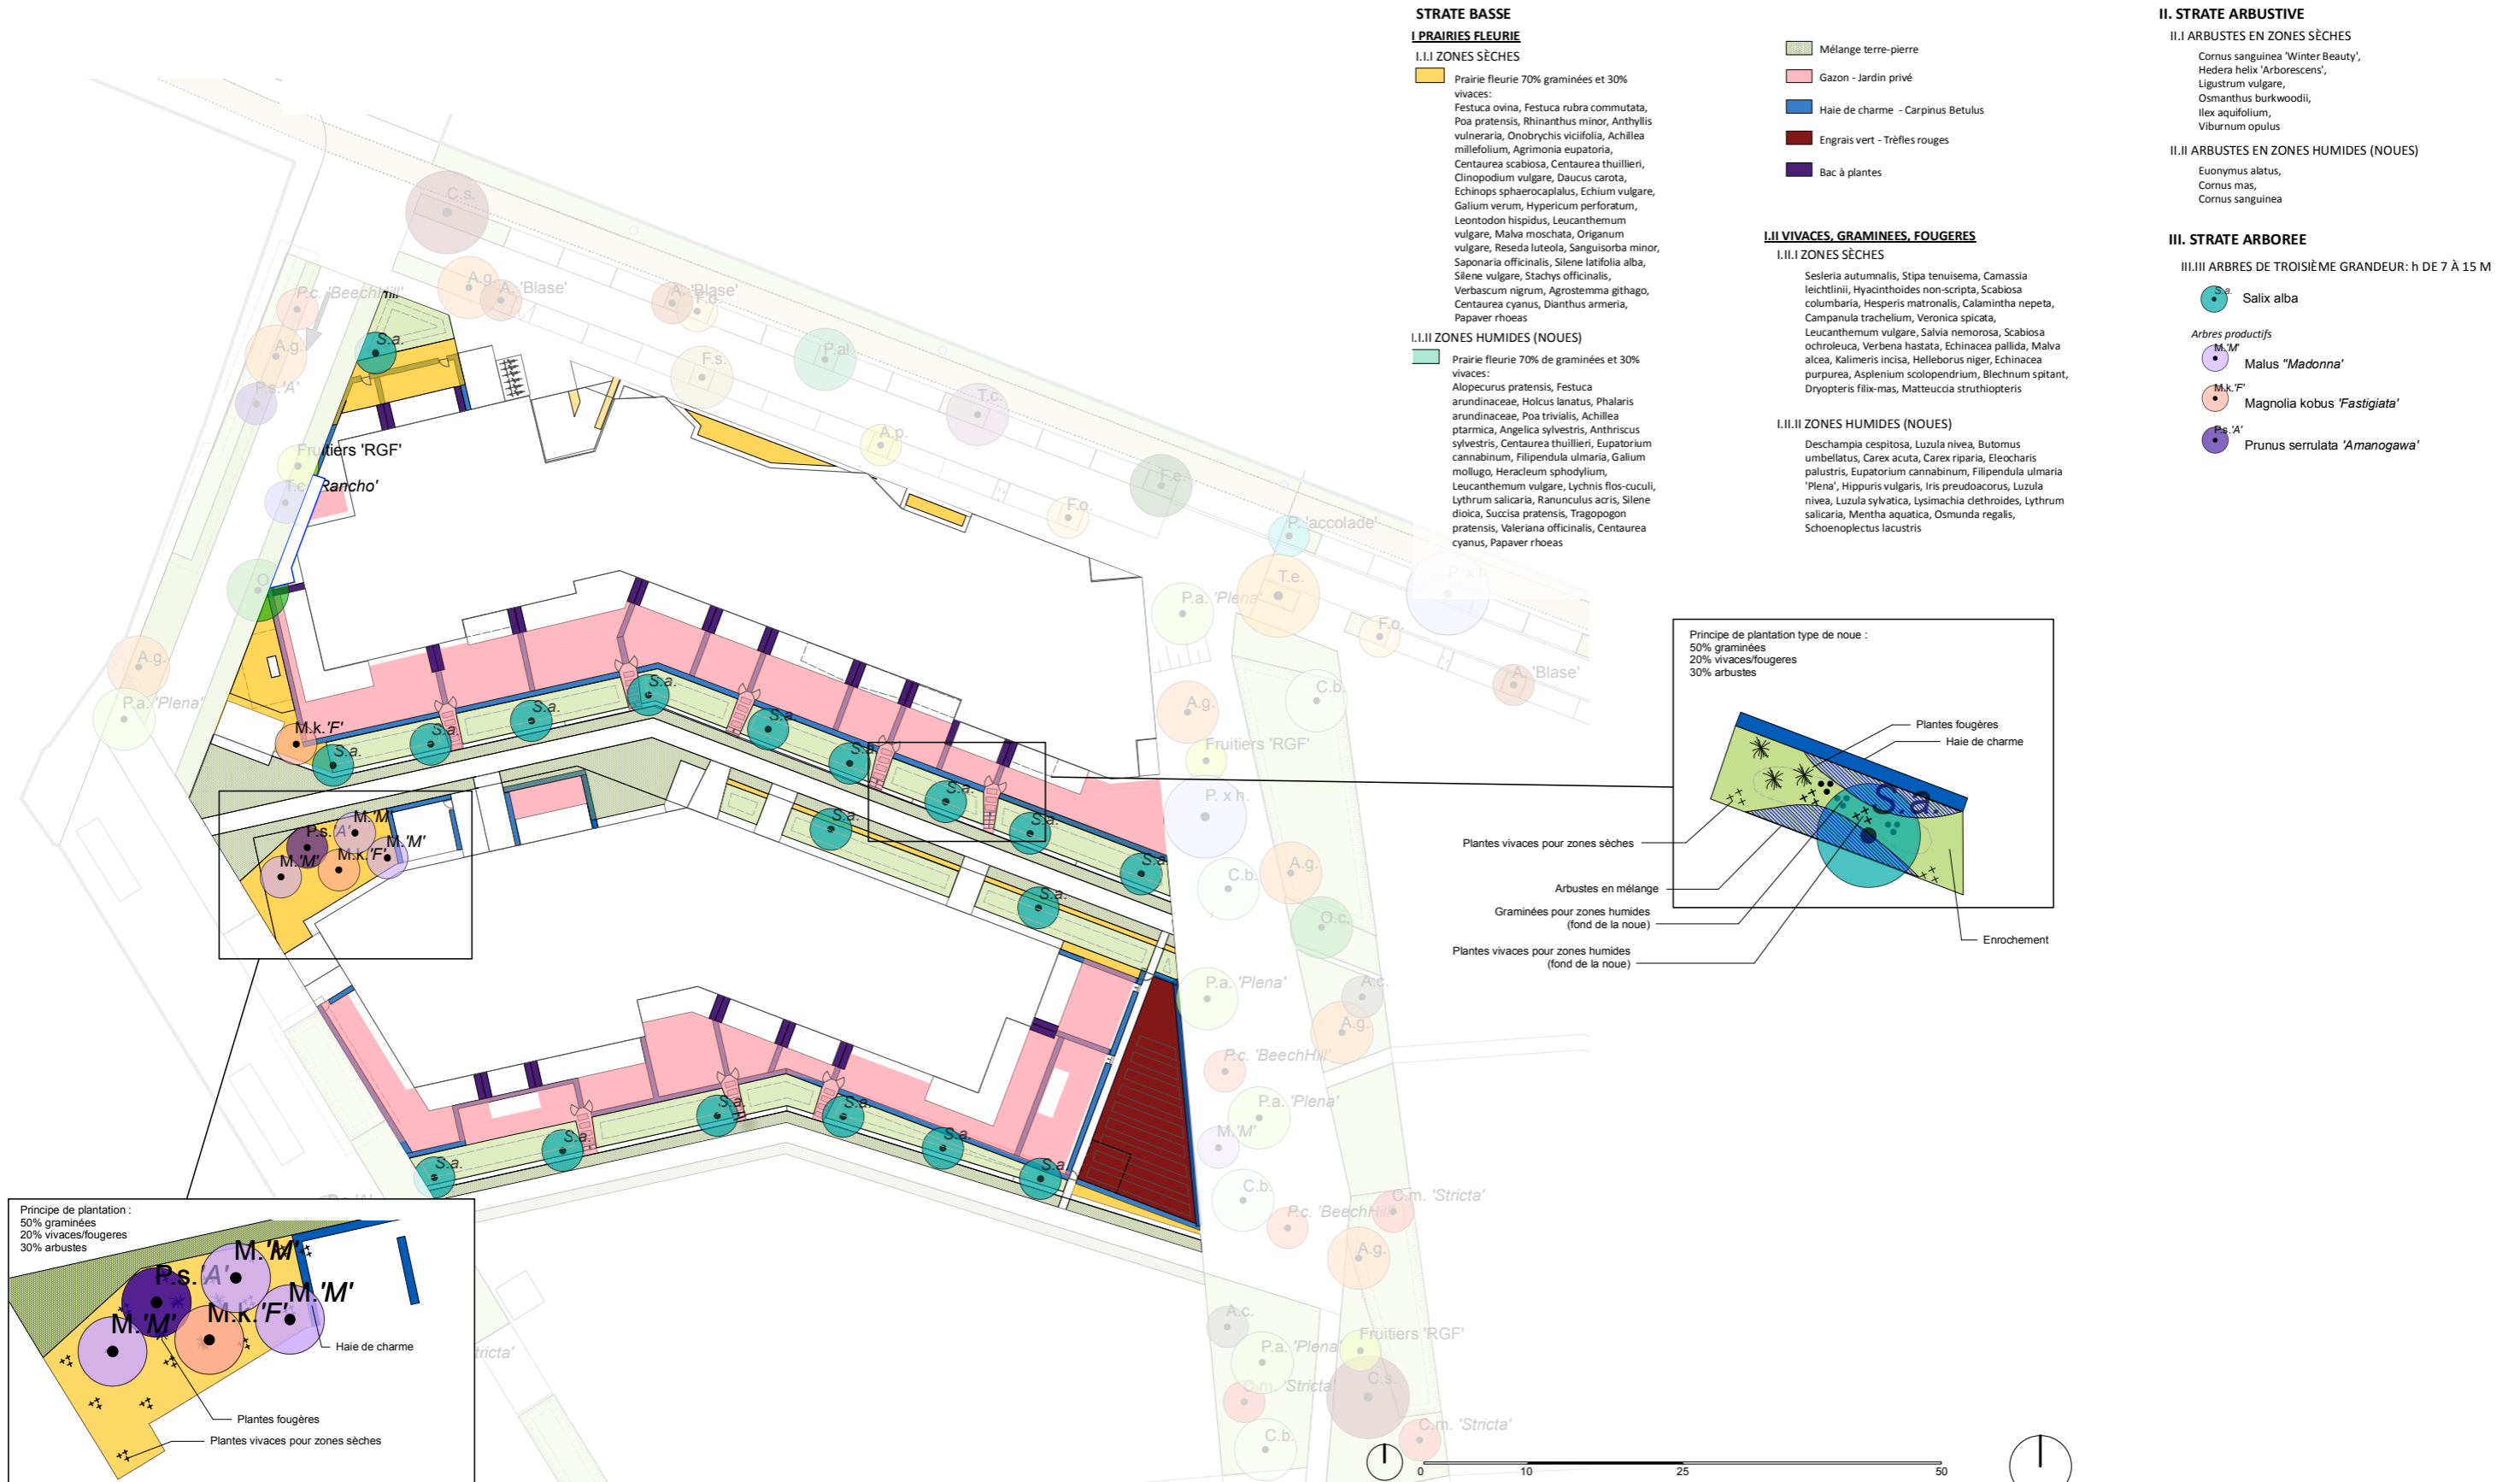 STRATE BASSE
I PRAIRIES FLEURIE
I.I.I ZONES SÈCHES
Prairie fleurie 70% graminées et 30%
vivaces:
Festuca ovina, Festuca rubra commutata,
Poa pratensis, Rhinanthus minor, Anthyllis
vulneraria, Onobrychis viciifolia, Achillea
millefolium, Agrimonia eupatoria,
Centaurea scabiosa, Centaurea thuillieri,
Clinopodium vulgare, Daucus carota,
Echinops sphaerocaplalus, Echium vulgare,
Galium verum, Hypericum perforatum,
Leontodon hispidus, Leucanthemum
vulgare, Malva moschata, Origanum
vulgare, Reseda luteola, Sanguisorba minor,
Saponaria officinalis, Silene latifolia alba,
Silene vulgare, Stachys officinalis,
Verbascum nigrum, Agrostemma githago,
Centaurea cyanus, Dianthus armeria,
Papaver rhoeas
I.I.II ZONES HUMIDES (NOUES)
Prairie fleurie 70% de graminées et 30%
vivaces:
Alopecurus pratensis, Festuca
arundinaceae, Holcus lanatus, Phalaris
arundinaceae, Poa trivialis, Achillea
ptarmica, Angelica sylvestris, Anthriscus
sylvestris, Centaurea thuillieri, Eupatorium
cannabinum, Filipendula ulmaria, Galium
mollugo, Heracleum sphodylium,
Leucanthemum vulgare, Lychnis flos-cuculi,
Lythrum salicaria, Ranunculus acris, Silene
dioica, Succisa pratensis, Tragopogon
pratensis, Valeriana officinalis, Centaurea
cyanus, Papaver rhoeas
Mélange terre-pierre
Gazon - Jardin privé
Haie de charme - Carpinus Betulus
Engrais vert - Trèfles rouges
Bac à plantes
I.II VIVACES, GRAMINEES, FOUGERES
I.II.I ZONES SÈCHES
Sesleria autumnalis, Stipa tenuisema, Camassia
leichtlinii, Hyacinthoides non-scripta, Scabiosa
columbaria, Hesperis matronalis, Calamintha nepeta,
Campanula trachelium, Veronica spicata,
Leucanthemum vulgare, Salvia nemorosa, Scabiosa
ochroleuca, Verbena hastata, Echinacea pallida, Malva
alcea, Kalimeris incisa, Helleborus niger, Echinacea
purpurea, Asplenium scolopendrium, Blechnum spitant,
Dryopteris filix-mas, Matteuccia struthiopteris
I.II.II ZONES HUMIDES (NOUES)
Deschampia cespitosa, Luzula nivea, Butomus
umbellatus, Carex acuta, Carex riparia, Eleocharis
palustris, Eupatorium cannabinum, Filipendula ulmaria
'Plena', Hippuris vulgaris, Iris preudoacorus, Luzula
nivea, Luzula sylvatica, Lysimachia clethroides, Lythrum
salicaria, Mentha aquatica, Osmunda regalis,
Schoenoplectus lacustris
II. STRATE ARBUSTIVE
II.I ARBUSTES EN ZONES SÈCHES
Cornus sanguinea 'Winter Beauty',
Hedera helix 'Arborescens',
Ligustrum vulgare,
Osmanthus burkwoodii,
Ilex aquifolium,
Viburnum opulus
II.II ARBUSTES EN ZONES HUMIDES (NOUES)
Euonymus alatus,
Cornus mas,
Cornus sanguinea
III. STRATE ARBOREE
III.III ARBRES DE TROISIÈME GRANDEUR: h DE 7 À 15 M
S.a.
Salix alba
Arbres productifs
M.'M'
Malus "Madonna'
M.k.'F'
Magnolia kobus 'Fastigiata'
P.s.'A'
Prunus serrulata 'Amanogawa'
C.s.
A.g.
A. 'Blase'
A. 'Blase'
F.o.
P.c. 'BeechHill'
A.g.
S.a.
P.s. 'A'
F.s.
P.al.
T.c.
A.p.
F.e.
F.o.
P. 'accolade'
P. x h.
T.e.
F.o.
A. 'Blase'
Fruitiers 'RGF'
T.c. 'Rancho'
O.
A.g.
P.a. 'Plena'
M.k.'F'
S.a.
S.a.
S.a.
S.a.
S.a.
S.a.
S.a.
S.a.
S.a.
S.a.
S.a.
P.a. 'Plena'
A.g.
C.b.
Fruitiers 'RGF'
P. x h.
C.b.
A.g.
O.c.
P.a. 'Plena'
A.c.
A.g.
P.c. 'BeechHill'
P.a. 'Plena'
M.'M'
C.b.
P.c. 'BeechHill'
C.m. 'Stricta'
A.g.
A.c.
P.a. 'Plena'
Fruitiers 'RGF'
C.s.
C.m. 'Stricta'
C.m. 'Stricta'
C.b.
M.'M'
P.s. 'A'
M.'M'
M.'M'
M.k.'F'
S.a.
S.a.
S.a.
S.a.
S.a.
S.a.
tricta'
Principe de plantation type de noue :
50% graminées
20% vivaces/fougeres
30% arbustes
Plantes fougères
Haie de charme
S.a.
Plantes vivaces pour zones sèches
Arbustes en mélange
Graminées pour zones humides
(fond de la noue)
Enrochement
Plantes vivaces pour zones humides
(fond de la noue)
Principe de plantation :
50% graminées
20% vivaces/fougeres
30% arbustes
M.'M'
P.s.'A'
M.'M'
M.'M'
M.k.'F'
Haie de charme
Plantes fougères
Plantes vivaces pour zones sèches
0
10
25
50